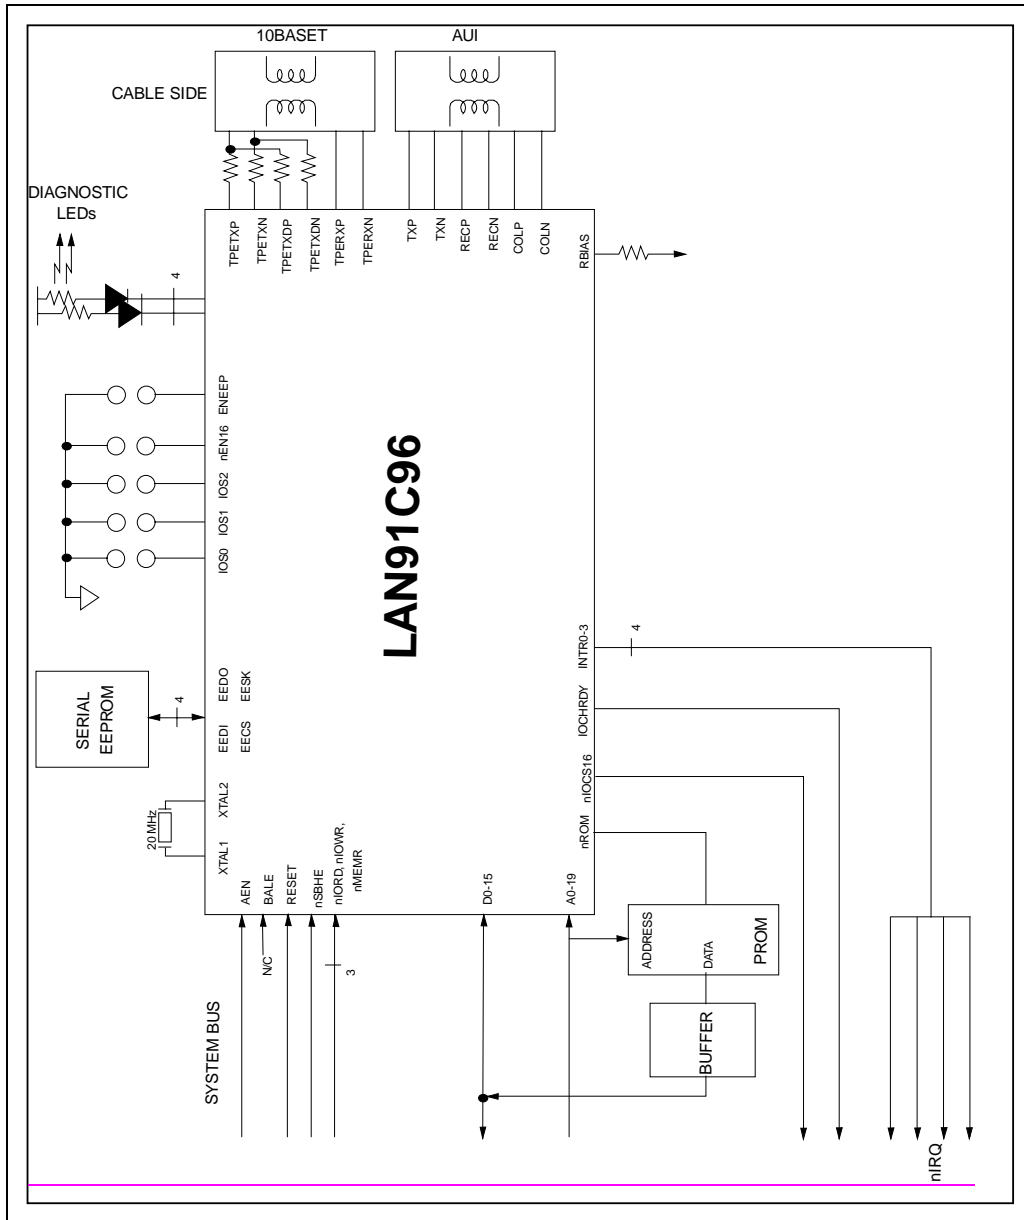 10BASET
AUI
CABLE SIDE
DIAGNOSTIC
LEDs
4
TPETXP
TPETXN
TPETXDP
TPETXDN
TPERXP
TPERXN
TXP
TXN
RECP
RECN
COLP
COLN
RBIAS
ENEEP
nEN16
IOS2
IOS1
IOS0
LAN91C96
SERIAL
EEPROM
4
EEDO
EESK
EEDI
EECS
XTAL2
20 MHz
XTAL1
INTR0-3
4
IOCHRDY
nIOCS16
nROM
AEN
BALE
RESET
nSBHE
nIORD, nIOWR,
nMEMR
D0-15
A0-19
N/C
3
SYSTEM BUS
ADDRESS
DATA
PROM
BUFFER
nIRQ